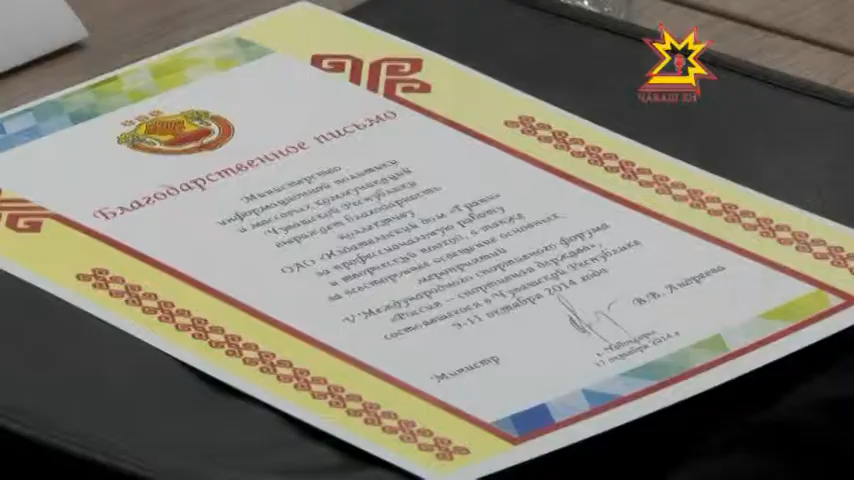 ЧĂВАШ ЕН
Благодарственное письмо
Министерство
информационной политики
и массовых коммуникаций
Чувашской Республики
выражает благодарность
коллективу
ОАО «Издательский дом «Грани»
за профессиональную работу
и творческий поиск, а также
за всестороннее освещение основных
мероприятий
V Международного спортивного форума
«Россия – спортивная держава»,
состоявшегося в Чувашской Республике
9-11 октября 2014 года
Министр
В.В. Андреева
г. Чебоксары
17 октября 2014 г.